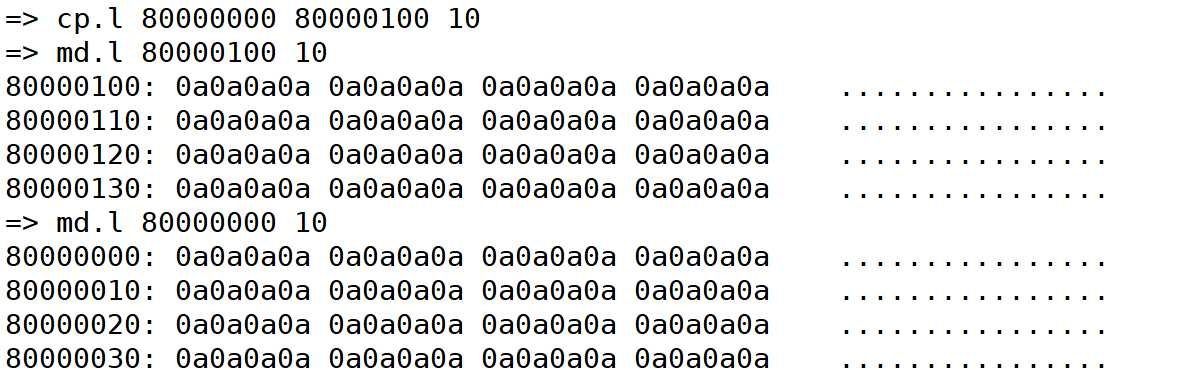 => cp.l 80000000 80000100 10
=> md.l 80000100 10
80000100: 0a0a0a0a 0a0a0a0a 0a0a0a0a 0a0a0a0a    ................
80000110: 0a0a0a0a 0a0a0a0a 0a0a0a0a 0a0a0a0a    ................
80000120: 0a0a0a0a 0a0a0a0a 0a0a0a0a 0a0a0a0a    ................
80000130: 0a0a0a0a 0a0a0a0a 0a0a0a0a 0a0a0a0a    ................
=> md.l 80000000 10
80000000: 0a0a0a0a 0a0a0a0a 0a0a0a0a 0a0a0a0a    ................
80000010: 0a0a0a0a 0a0a0a0a 0a0a0a0a 0a0a0a0a    ................
80000020: 0a0a0a0a 0a0a0a0a 0a0a0a0a 0a0a0a0a    ................
80000030: 0a0a0a0a 0a0a0a0a 0a0a0a0a 0a0a0a0a    ................